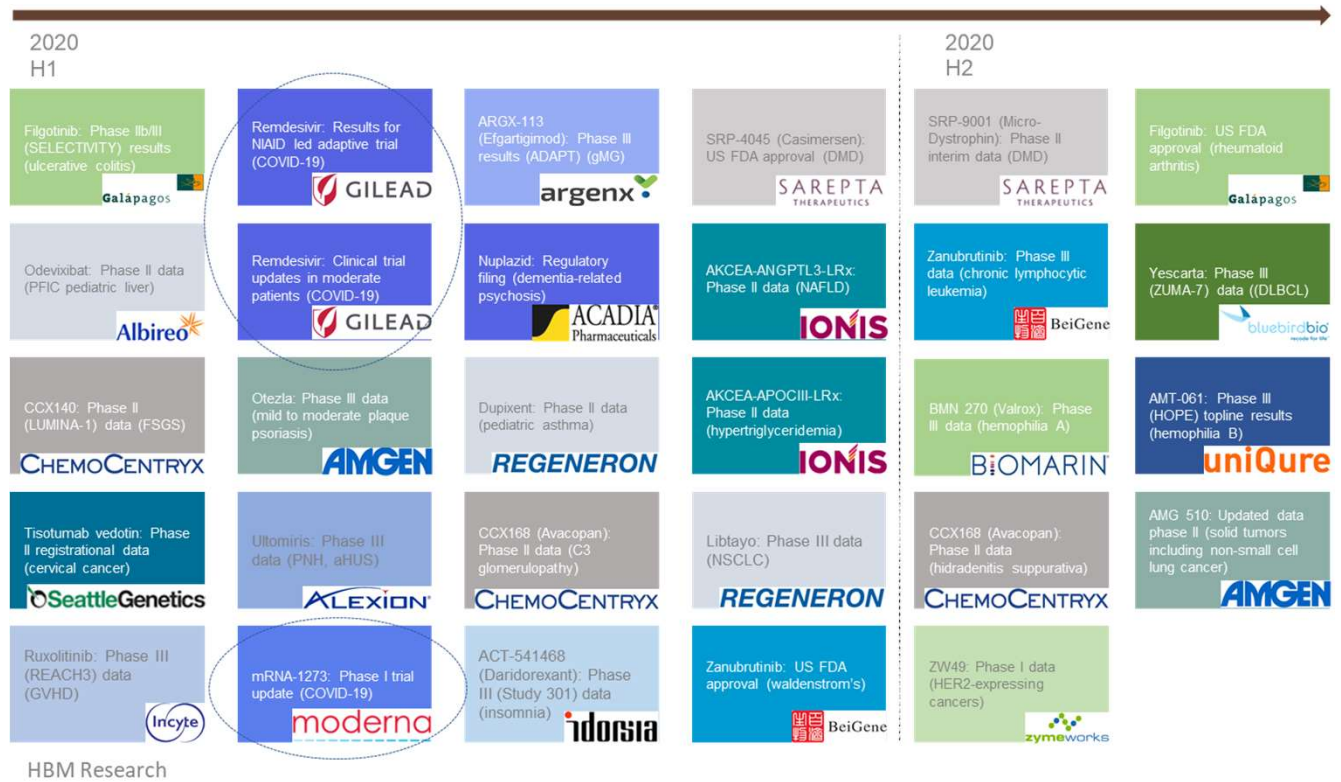 2020
H1
2020
H2
Filgotinib: Phase IIb/III
(SELECTIVITY) results
(ulcerative colitis)
Galápagos
Remdesivir: Results for
NIAID led adaptive trial
(COVID-19)
GILEAD
ARGX-113
(Efgartigimod): Phase III
results (ADAPT) (gMG)
argenx
SRP-4045 (Casimersen):
US FDA approval (DMD)
SAREPTA
THERAPEUTICS
SRP-9001 (Micro-
Dystrophin): Phase II
interim data (DMD)
SAREPTA
THERAPEUTICS
Filgotinib: US FDA
approval (rheumatoid
arthritis)
Galápagos
Odevixibat: Phase II data
(PFIC pediatric liver)
Albireo
Remdesivir: Clinical trial
updates in moderate
patients (COVID-19)
GILEAD
Nuplazid: Regulatory
filing (dementia-related
psychosis)
ACADIA®
Pharmaceuticals
AKCEA-ANGPTL3-LRx:
Phase II data (NAFLD)
IONIS
Zanubrutinib: Phase III
data (chronic lymphocytic
leukemia)
百济神州
BeiGene
Yescarta: Phase III
(ZUMA-7) data ((DLBCL)
bluebirdbio
recode for life
CCX140: Phase II
(LUMINA-1) data (FSGS)
CHEMOCENTRYX
Otezla: Phase III data
(mild to moderate plaque
psoriasis)
AMGEN
Dupixent: Phase II data
(pediatric asthma)
REGENERON
AKCEA-APOCIII-LRx:
Phase II data
(hypertriglyceridemia)
IONIS
BMN 270 (Valrox): Phase
III data (hemophilia A)
BIOMARIN®
AMT-061: Phase III
(HOPE) topline results
(hemophilia B)
uniQure
Tisotumab vedotin: Phase
II registrational data
(cervical cancer)
SeattleGenetics
Ultomiris: Phase III
data (PNH, aHUS)
ALEXION®
CCX168 (Avacopan):
Phase II data (C3
glomerulopathy)
CHEMOCENTRYX
Libtayo: Phase III data
(NSCLC)
REGENERON
CCX168 (Avacopan):
Phase II data
(hidradenitis suppurativa)
CHEMOCENTRYX
AMG 510: Updated data
phase II (solid tumors
including non-small cell
lung cancer)
AMGEN
Ruxolitinib: Phase III
(REACH3) data
(GVHD)
Incyte
mRNA-1273: Phase I trial
update (COVID-19)
moderna
ACT-541468
(Daridorexant): Phase
III (Study 301) data
(insomnia)
idorsia
Zanubrutinib: US FDA
approval (waldenstrom's)
百济神州
BeiGene
ZW49: Phase I data
(HER2-expressing
cancers)
zymeworks
HBM Research